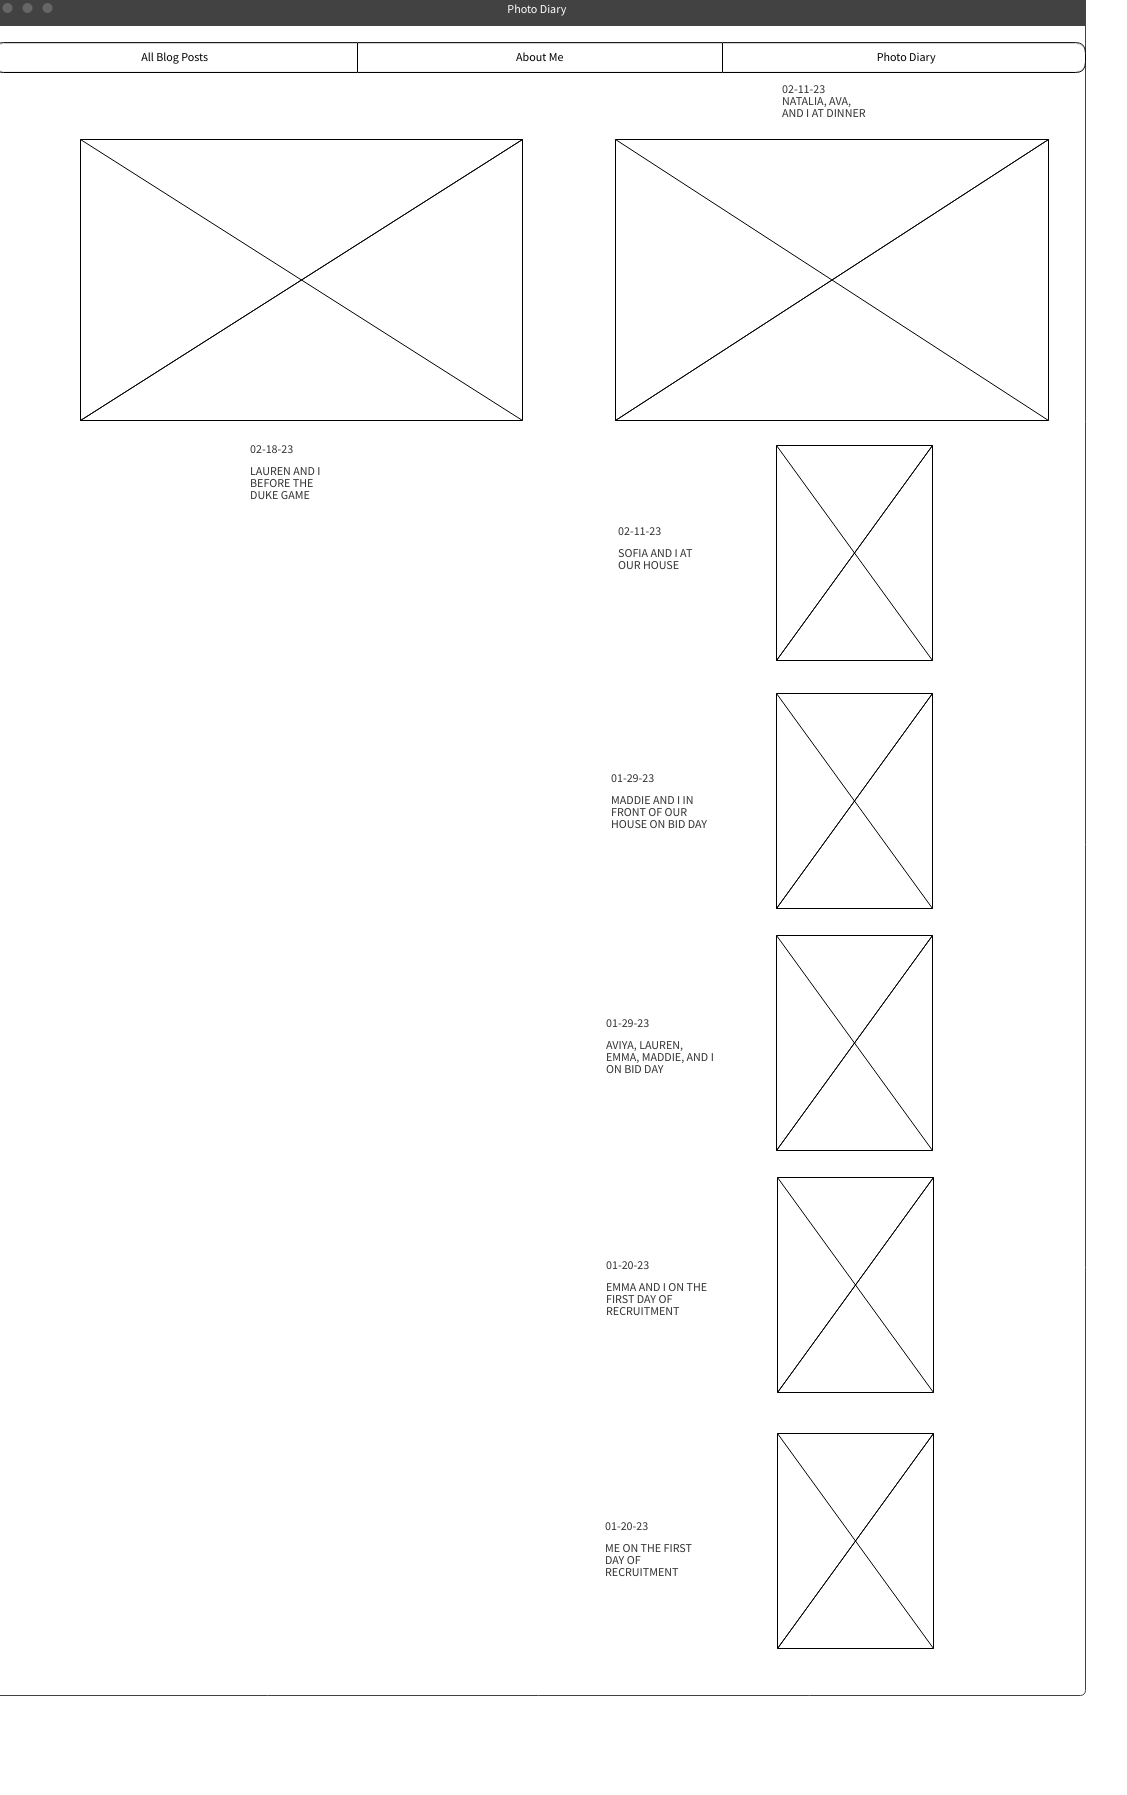 Photo Diary
All Blog Posts
About Me
Photo Diary
02-11-23
NATALIA, AVA,
AND I AT DINNER
02-18-23
LAUREN AND I
BEFORE THE
DUKE GAME
02-11-23
SOFIA AND I AT
OUR HOUSE
01-29-23
MADDIE AND I IN
FRONT OF OUR
HOUSE ON BID DAY
01-29-23
AVIYA, LAUREN,
EMMA, MADDIE, AND I
ON BID DAY
01-20-23
EMMA AND I ON THE
FIRST DAY OF
RECRUITMENT
01-20-23
ME ON THE FIRST
DAY OF
RECRUITMENT